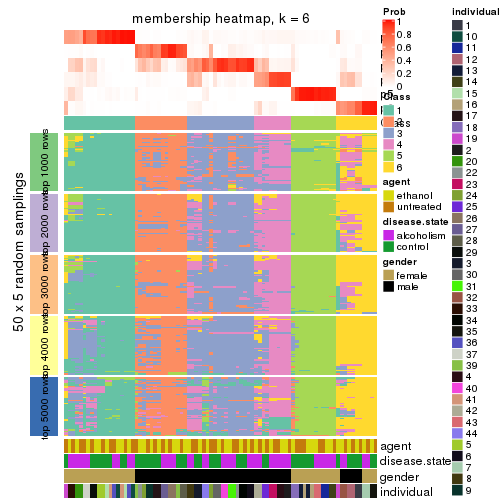 membership heatmap, k = 6
50 x 5 random samplings
top 1000 rows
top 2000 rows
top 3000 rows
top 4000 rows
top 5000 rows
agent
disease.state
gender
individual
Prob
1
0.8
0.6
0.4
0.2
0
Class
1
2
3
4
5
6
agent
ethanol
untreated
disease.state
alcoholism
control
gender
female
male
individual
1
10
11
12
13
14
15
16
17
18
19
2
20
22
23
24
25
26
27
28
29
3
30
31
32
33
34
35
36
37
39
4
40
41
42
43
44
5
6
7
8
9